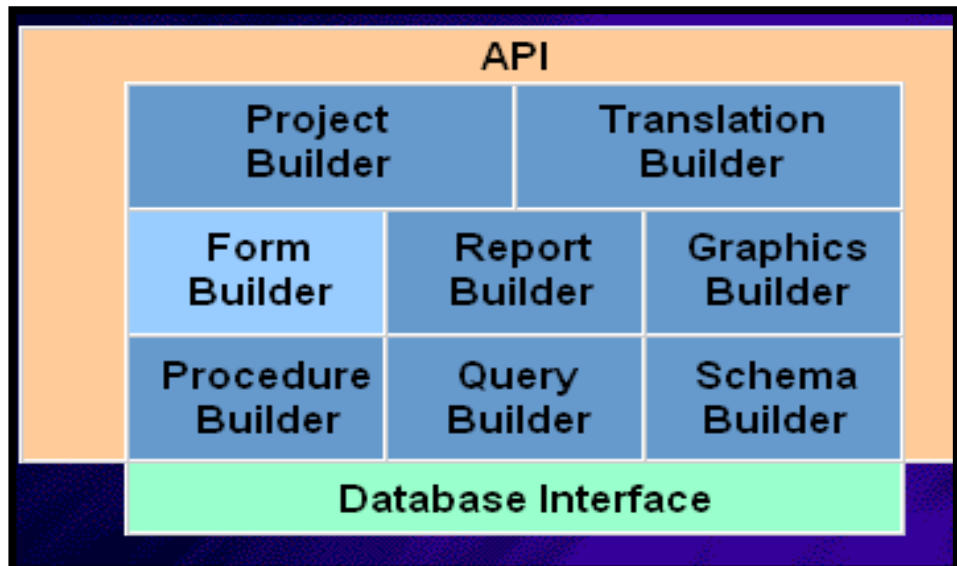 API
Project
Builder
Translation
Builder
Form
Builder
Report
Builder
Graphics
Builder
Procedure
Builder
Query
Builder
Schema
Builder
Database Interface